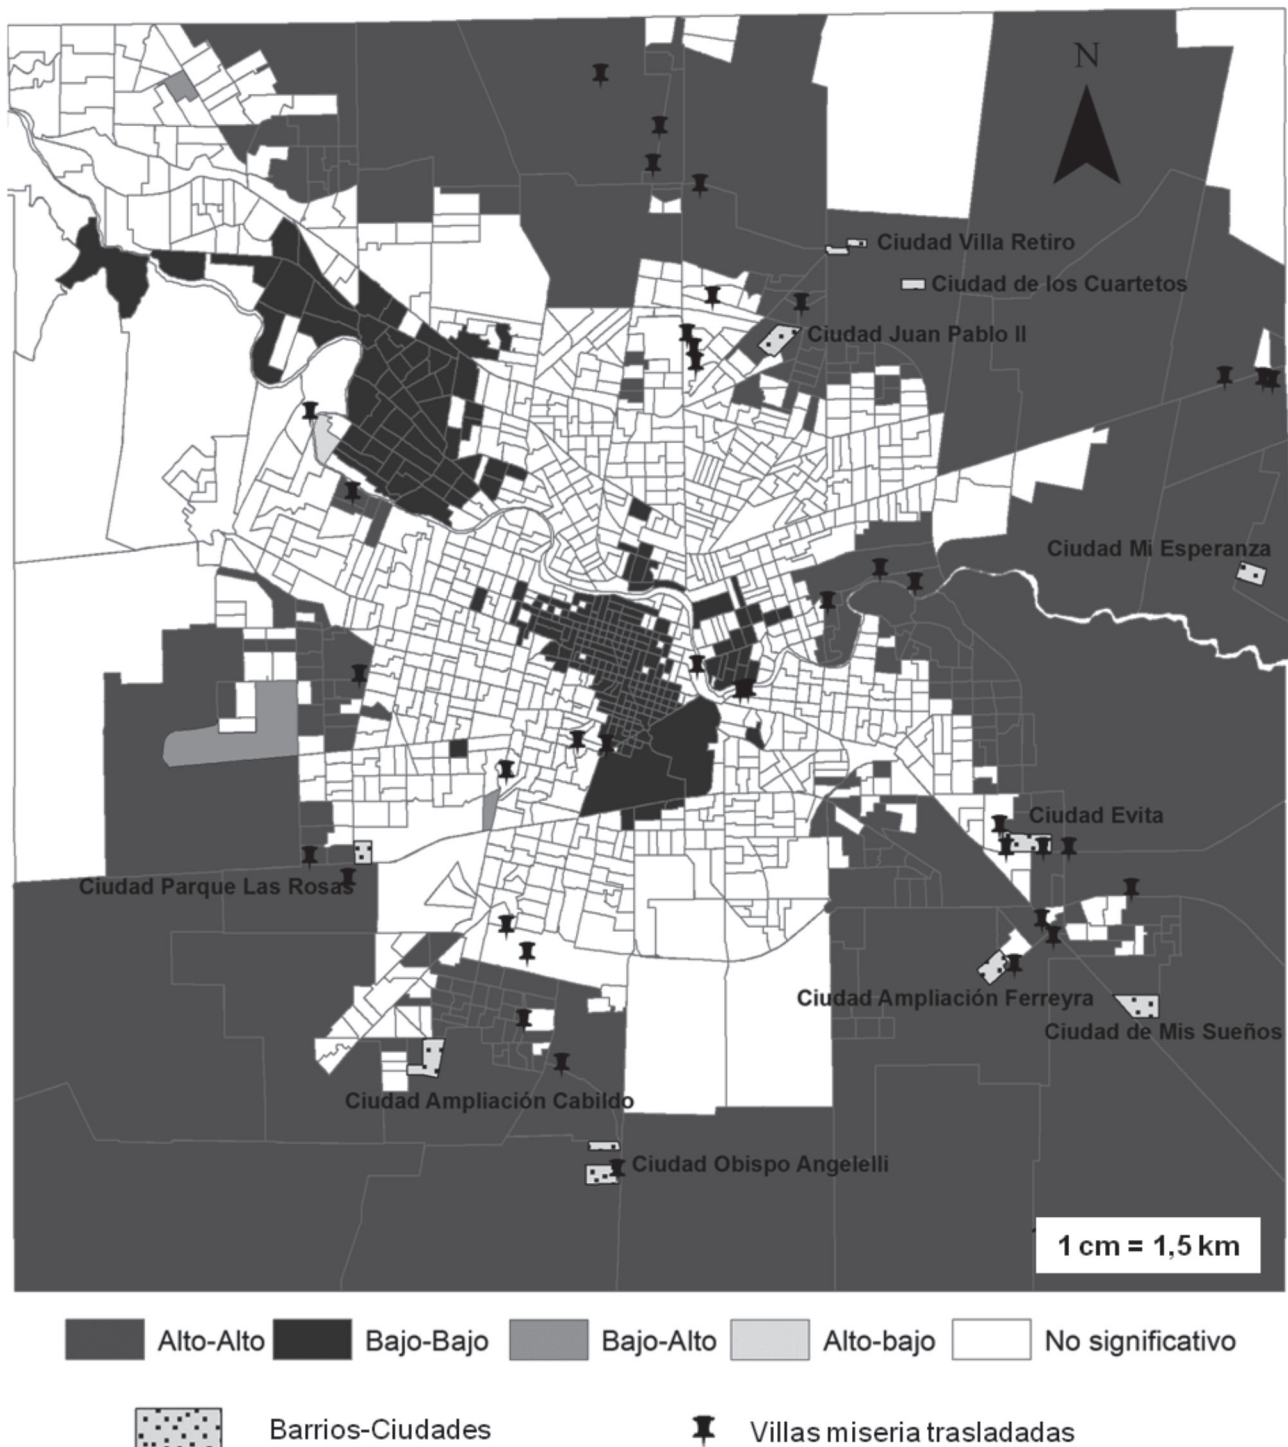 N
Ciudad Villa Retiro
Ciudad de los Cuartetos
Ciudad Juan Pablo II
Ciudad Mi Esperanza
Ciudad Evita
Ciudad Parque Las Rosas
Ciudad Ampliación Ferreyra
Ciudad de Mis Sueños
Ciudad Ampliación Cabildo
Ciudad Obispo Angelelli
1 cm = 1,5 km
Alto-Alto Bajo-Bajo Bajo-Alto Alto-bajo No significativo
Barrios-Ciudades Villas miseria trasladadas